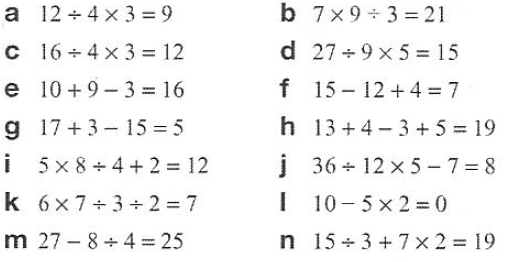 a 12 ÷ 4 × 3 = 9 b 7 × 9 ÷ 3 = 21
c 16 ÷ 4 × 3 = 12 d 27 ÷ 9 × 5 = 15
e 10 + 9 − 3 = 16 f 15 − 12 + 4 = 7
g 17 + 3 − 15 = 5 h 13 + 4 − 3 + 5 = 19
i 5 × 8 ÷ 4 + 2 = 12 j 36 ÷ 12 × 5 − 7 = 8
k 6 × 7 ÷ 3 ÷ 2 = 7 l 10 − 5 × 2 = 0
m 27 − 8 ÷ 4 = 25 n 15 ÷ 3 + 7 × 2 = 19